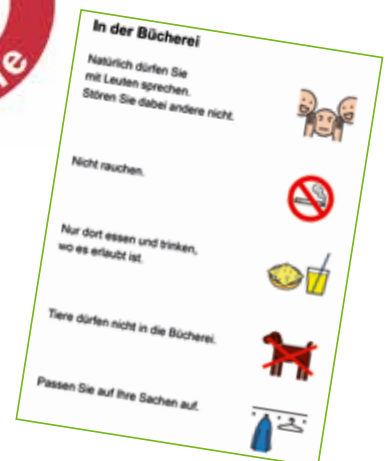 In der Bücherei
Natürlich dürfen Sie
mit Leuten sprechen.
Stören Sie dabei andere nicht.
Nicht rauchen.
Nur dort essen und trinken,
wo es erlaubt ist.
Tiere dürfen nicht in die Bücherei.
Passen Sie auf Ihre Sachen auf.